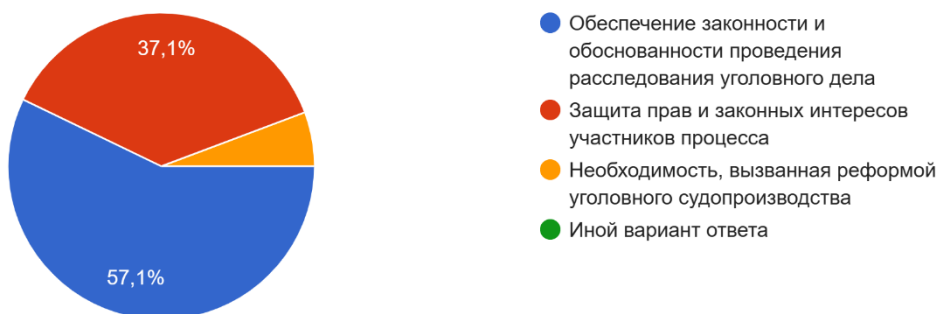 37,1%
57,1%
Обеспечение законности и
обоснованности проведения
расследования уголовного дела
Защита прав и законных интересов
участников процесса
Необходимость, вызванная реформой
уголовного судопроизводства
Иной вариант ответа